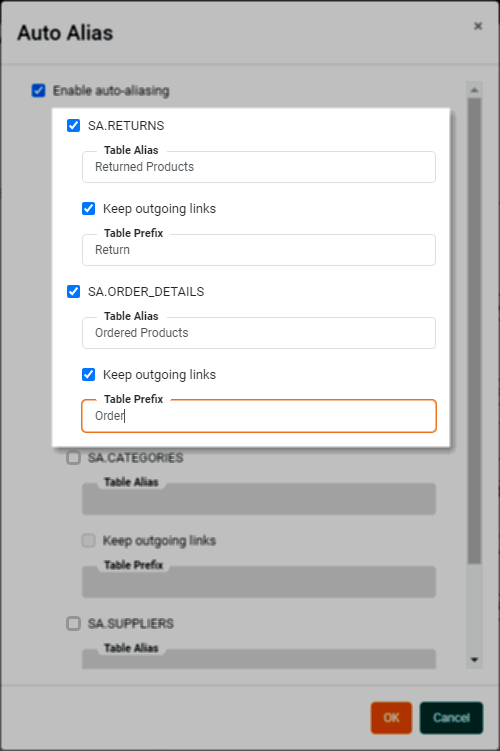 Auto Alias
×
Enable auto-aliasing
SA.RETURNS
Table Alias
Returned Products
Keep outgoing links
Table Prefix
Return
SA.ORDER_DETAILS
Table Alias
Ordered Products
Keep outgoing links
Table Prefix
Order
SA.CATEGORIES
Table Alias
Keep outgoing links
Table Prefix
SA.SUPPLIERS
Table Alias
OK Cancel